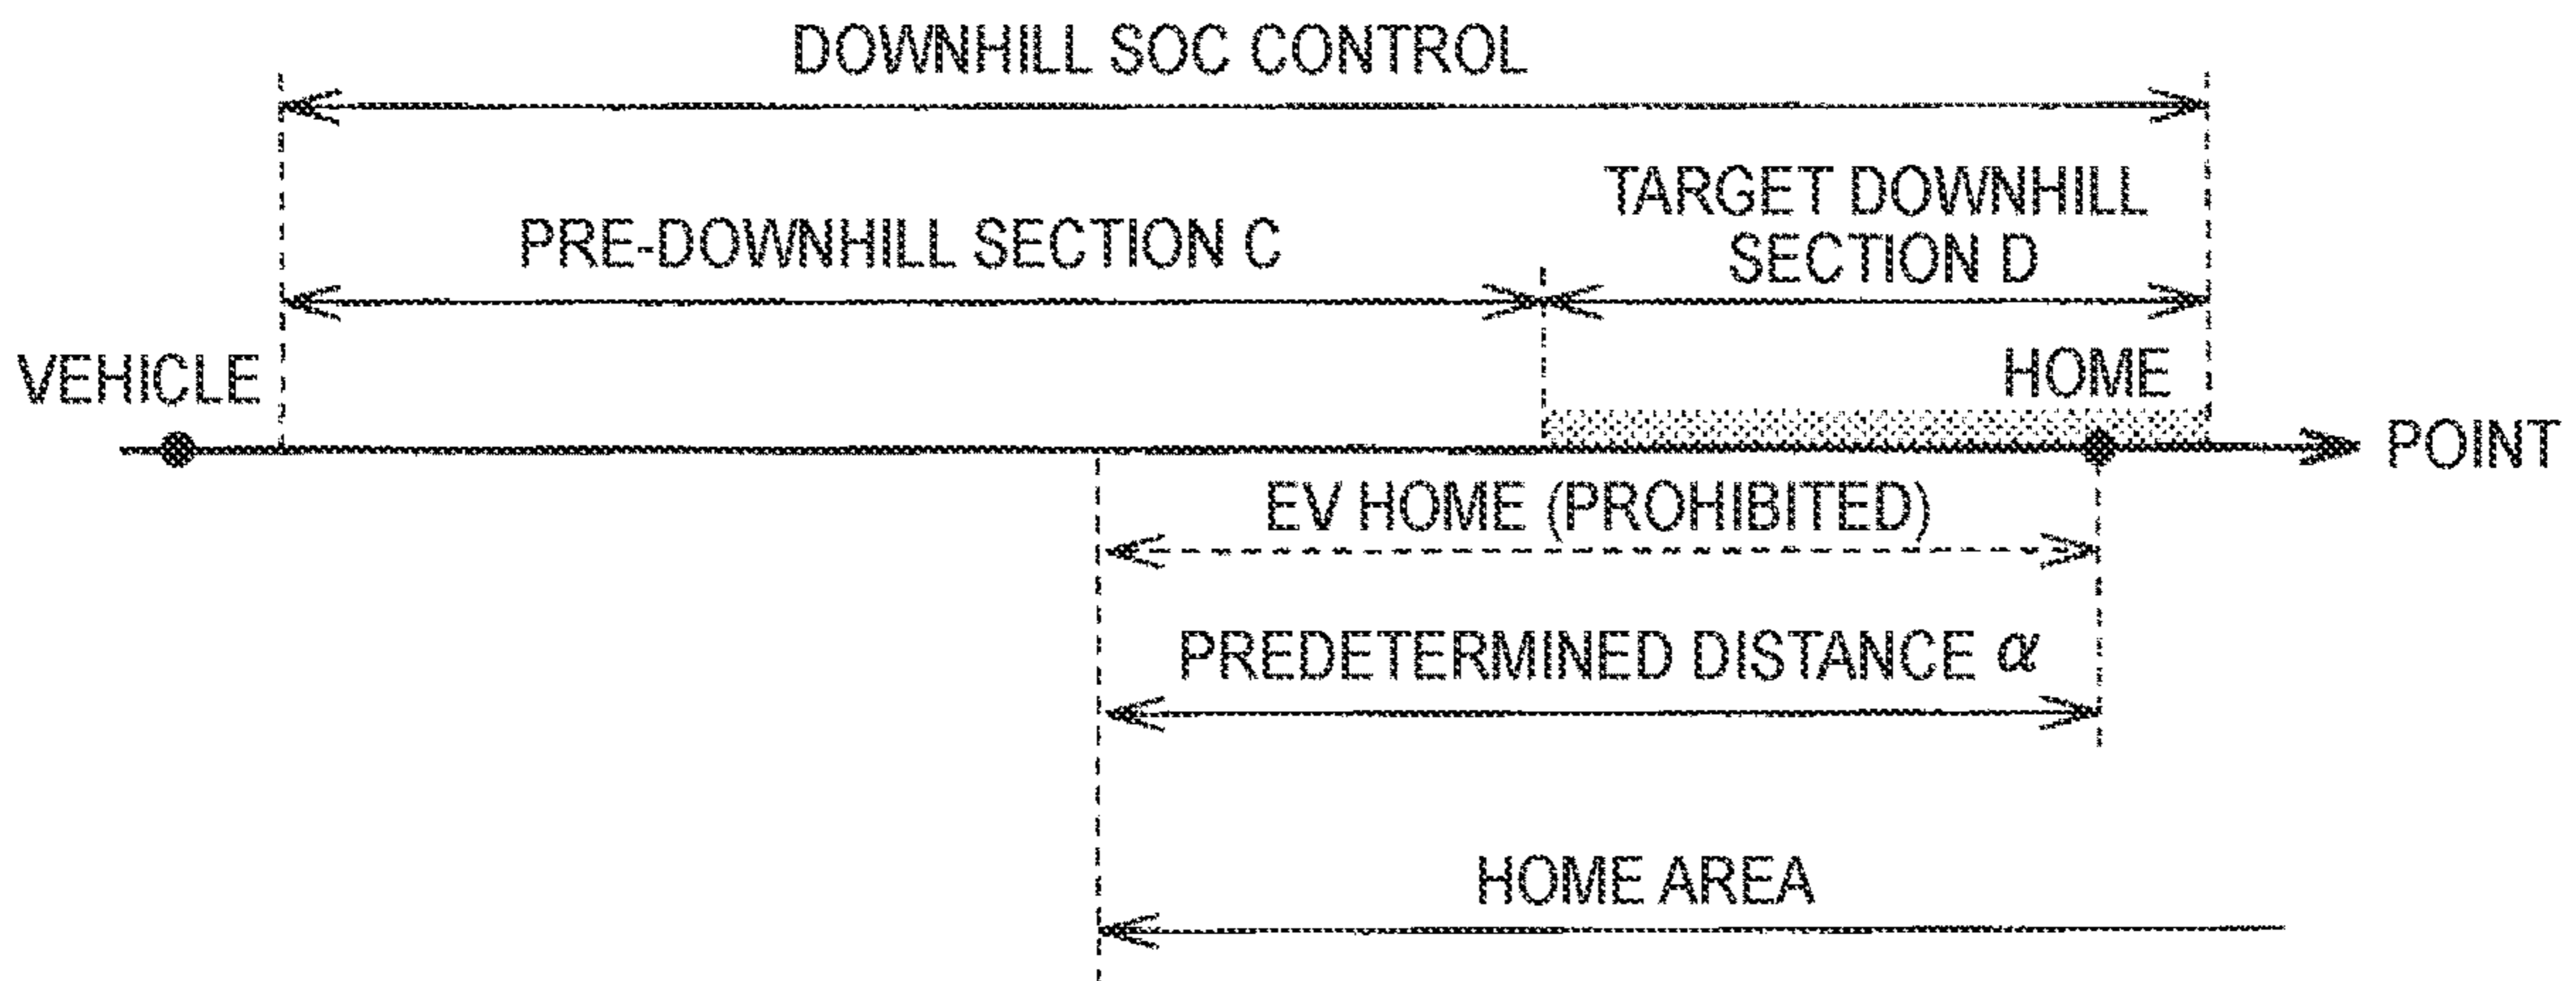 DOWNHILL SOC CONTROL
PRE-DOWNHILL SECTION C
TARGET DOWNHILL
SECTION D
VEHICLE
HOME
POINT
EV HOME (PROHIBITED)
PREDETERMINED DISTANCE α
HOME AREA